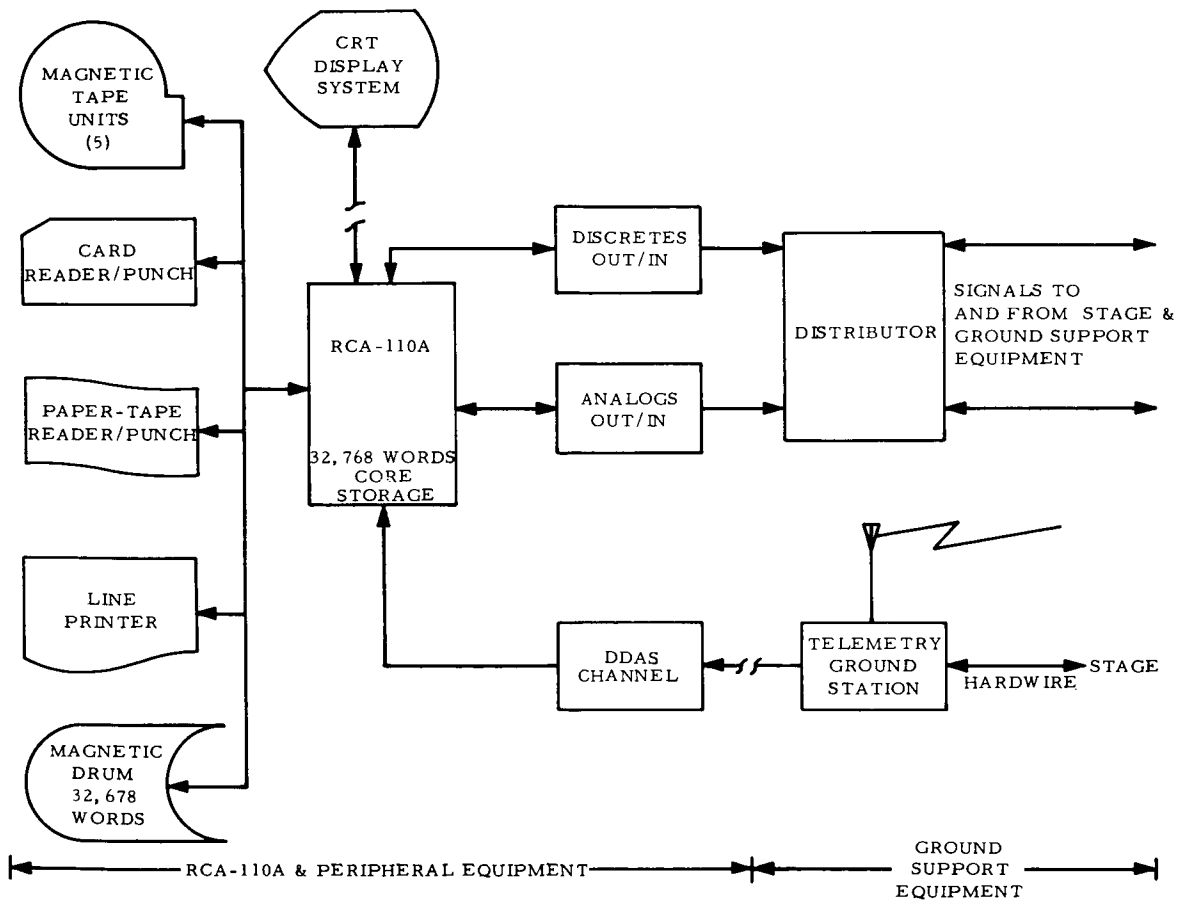 MAGNETIC
TAPE
UNITS
(5)
CRT
DISPLAY
SYSTEM
CARD
READER/PUNCH
PAPER-TAPE
READER/PUNCH
LINE
PRINTER
MAGNETIC
DRUM
32,678
WORDS
RCA-110A
32,768 WORDS
CORE
STORAGE
DISCRETES
OUT/IN
ANALOGS
OUT/IN
DISTRIBUTOR
SIGNALS TO
AND FROM STAGE &
GROUND SUPPORT
EQUIPMENT
DDAS
CHANNEL
TELEMETRY
GROUND
STATION
HARDWIRE
STAGE
RCA-110A & PERIPHERAL EQUIPMENT
GROUND
SUPPORT
EQUIPMENT